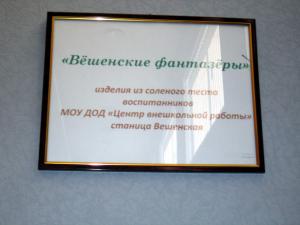 «Вёшенские фантазёры»
изделия из соленого теста
воспитанников
МОУ ДОД «Центр внешкольной работы»
станица Вешенская